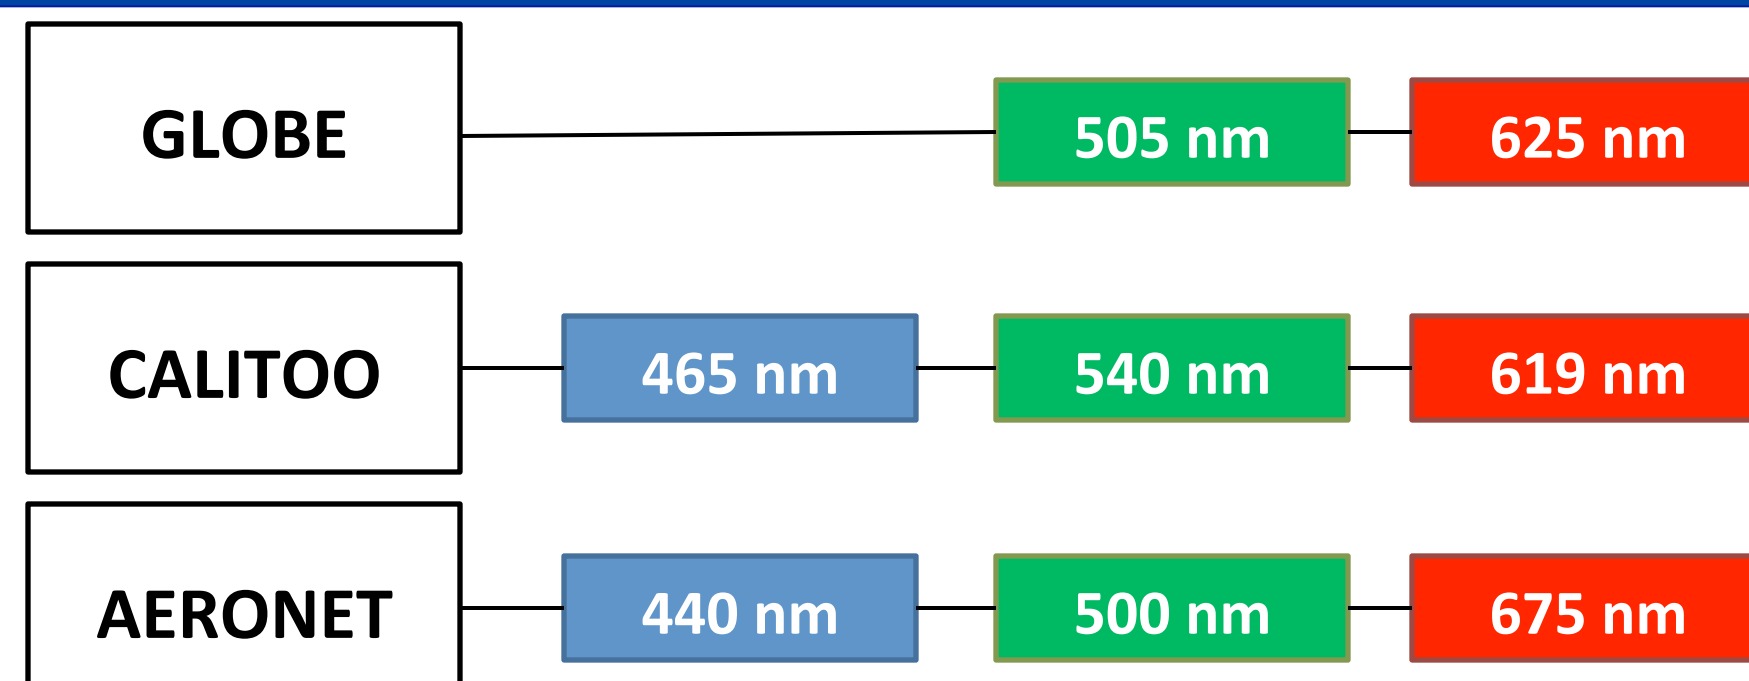 GLOBE 505 nm 625 nm
CALITOO 465 nm 540 nm 619 nm
AERONET 440 nm 500 nm 675 nm